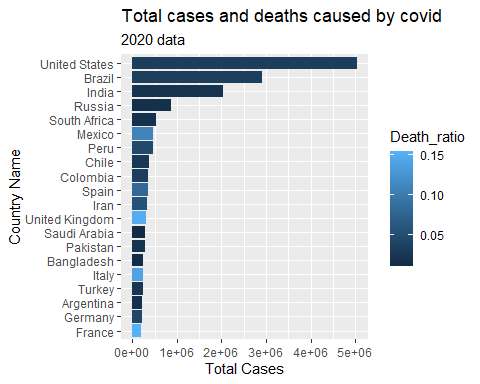 Total cases and deaths caused by covid
2020 data
Country Name
United States
Brazil
India
Russia
South Africa
Mexico
Peru
Chile
Colombia
Spain
Iran
United Kingdom
Saudi Arabia
Pakistan
Bangladesh
Italy
Turkey
Argentina
Germany
France
0e+00 1e+06 2e+06 3e+06 4e+06 5e+06
Total Cases
Death_ratio
0.15
0.10
0.05